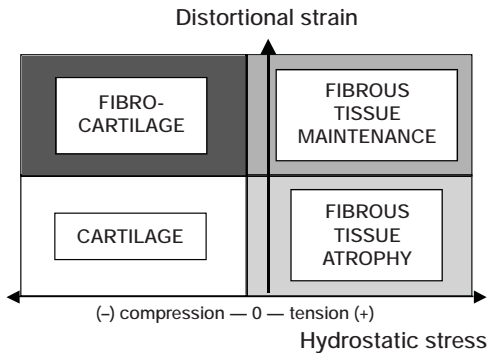 Distortional strain
FIBRO-
CARTILAGE
FIBROUS
TISSUE
MAINTENANCE
CARTILAGE
FIBROUS
TISSUE
ATROPHY
(–) compression — 0 — tension (+)
Hydrostatic stress